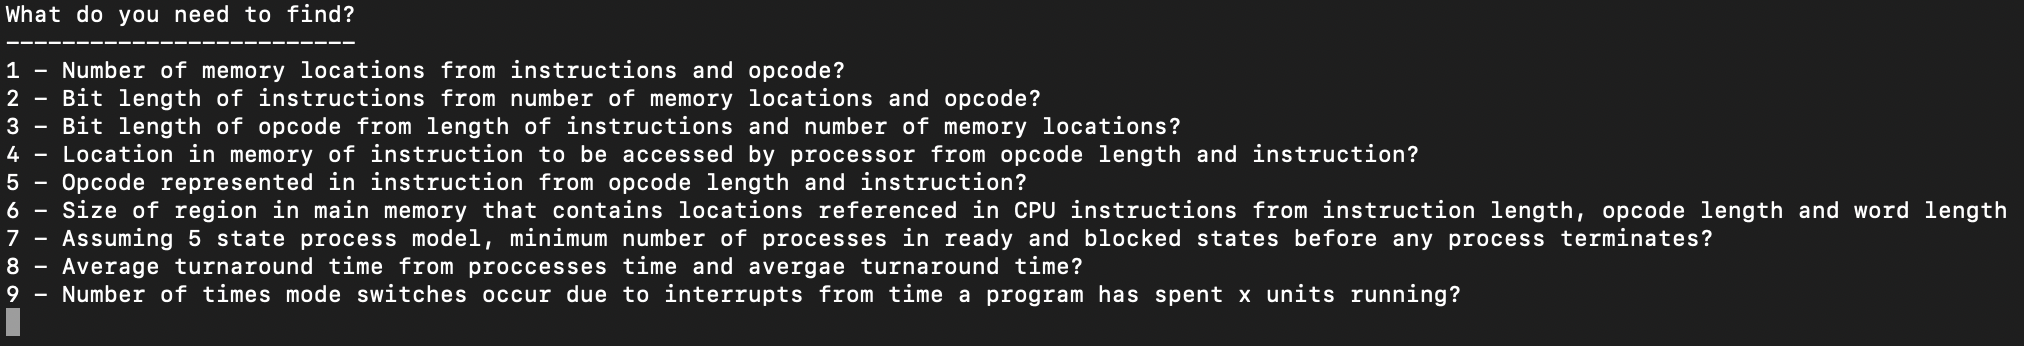 What do you need to find?
-------------------------
1 – Number of memory locations from instructions and opcode?
2 – Bit length of instructions from number of memory locations and opcode?
3 – Bit length of opcode from length of instructions and number of memory locations?
4 – Location in memory of instruction to be accessed by processor from opcode length and instruction?
5 – Opcode represented in instruction from opcode length and instruction?
6 – Size of region in main memory that contains locations referenced in CPU instructions from instruction length, opcode length and word length
7 – Assuming 5 state process model, minimum number of processes in ready and blocked states before any process terminates?
8 – Average turnaround time from proccesses time and avergae turnaround time?
9 – Number of times mode switches occur due to interrupts from time a program has spent x units running?